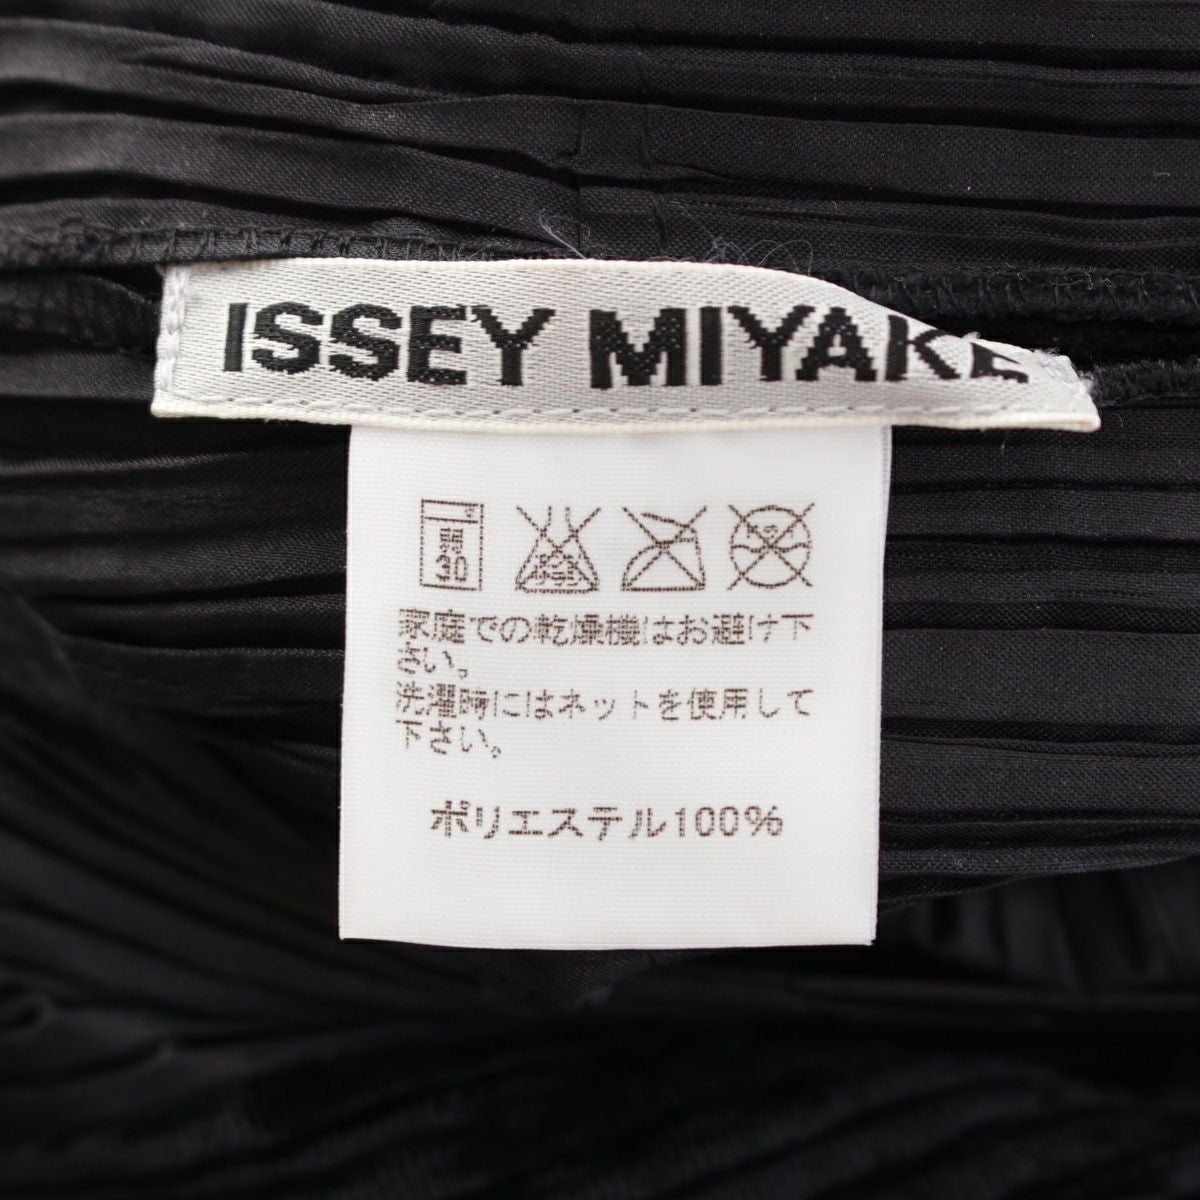 ISSEY MIYAKE
弱
30
家庭での乾燥機はお避け下
さい。
洗濯時にはネットを使用して
下さい。
ポリエステル100%